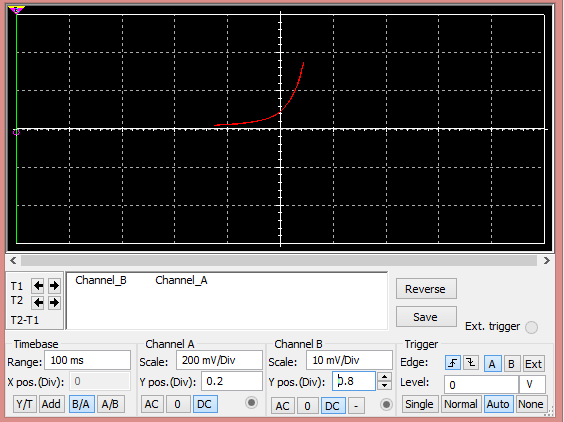 T1
T2
T2-T1
Channel_B Channel_A
Reverse
Save
Ext. trigger
Timebase
Range: 100 ms
X pos.(Div): 0
Y/T Add B/A A/B
Channel A
Scale: 200 mV/Div
Y pos.(Div): 0.2
AC 0 DC
Channel B
Scale: 10 mV/Div
Y pos.(Div): 0.8
AC 0 DC -
Trigger
Edge: A B Ext
Level: 0 V
Single Normal Auto None